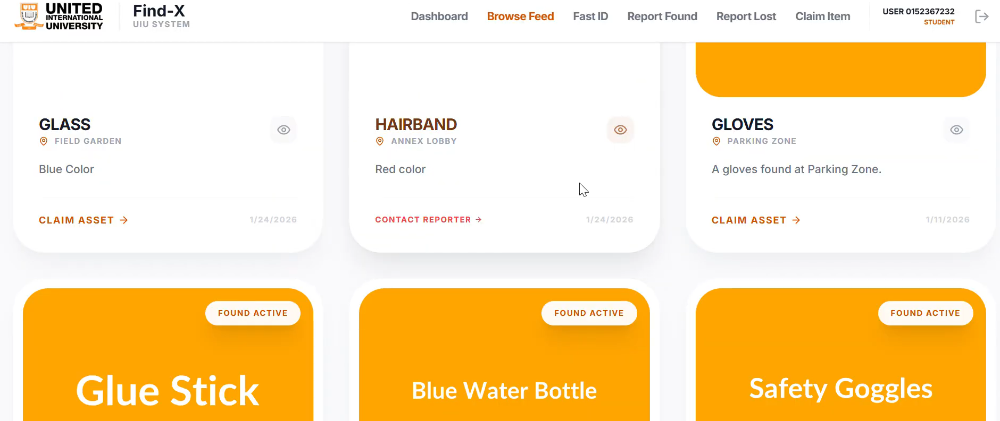 UNITED
INTERNATIONAL
UNIVERSITY
Find-X
UIU SYSTEM
Dashboard
Browse Feed
Fast ID
Report Found
Report Lost
Claim Item
USER 0152367232
STUDENT
GLASS
FIELD GARDEN
Blue Color
CLAIM ASSET →
1/24/2026
HAIRBAND
ANNEX LOBBY
Red color
CONTACT REPORTER →
1/24/2026
GLOVES
PARKING ZONE
A gloves found at Parking Zone.
CLAIM ASSET →
1/11/2026
FOUND ACTIVE
Glue Stick
FOUND ACTIVE
Blue Water Bottle
FOUND ACTIVE
Safety Goggles